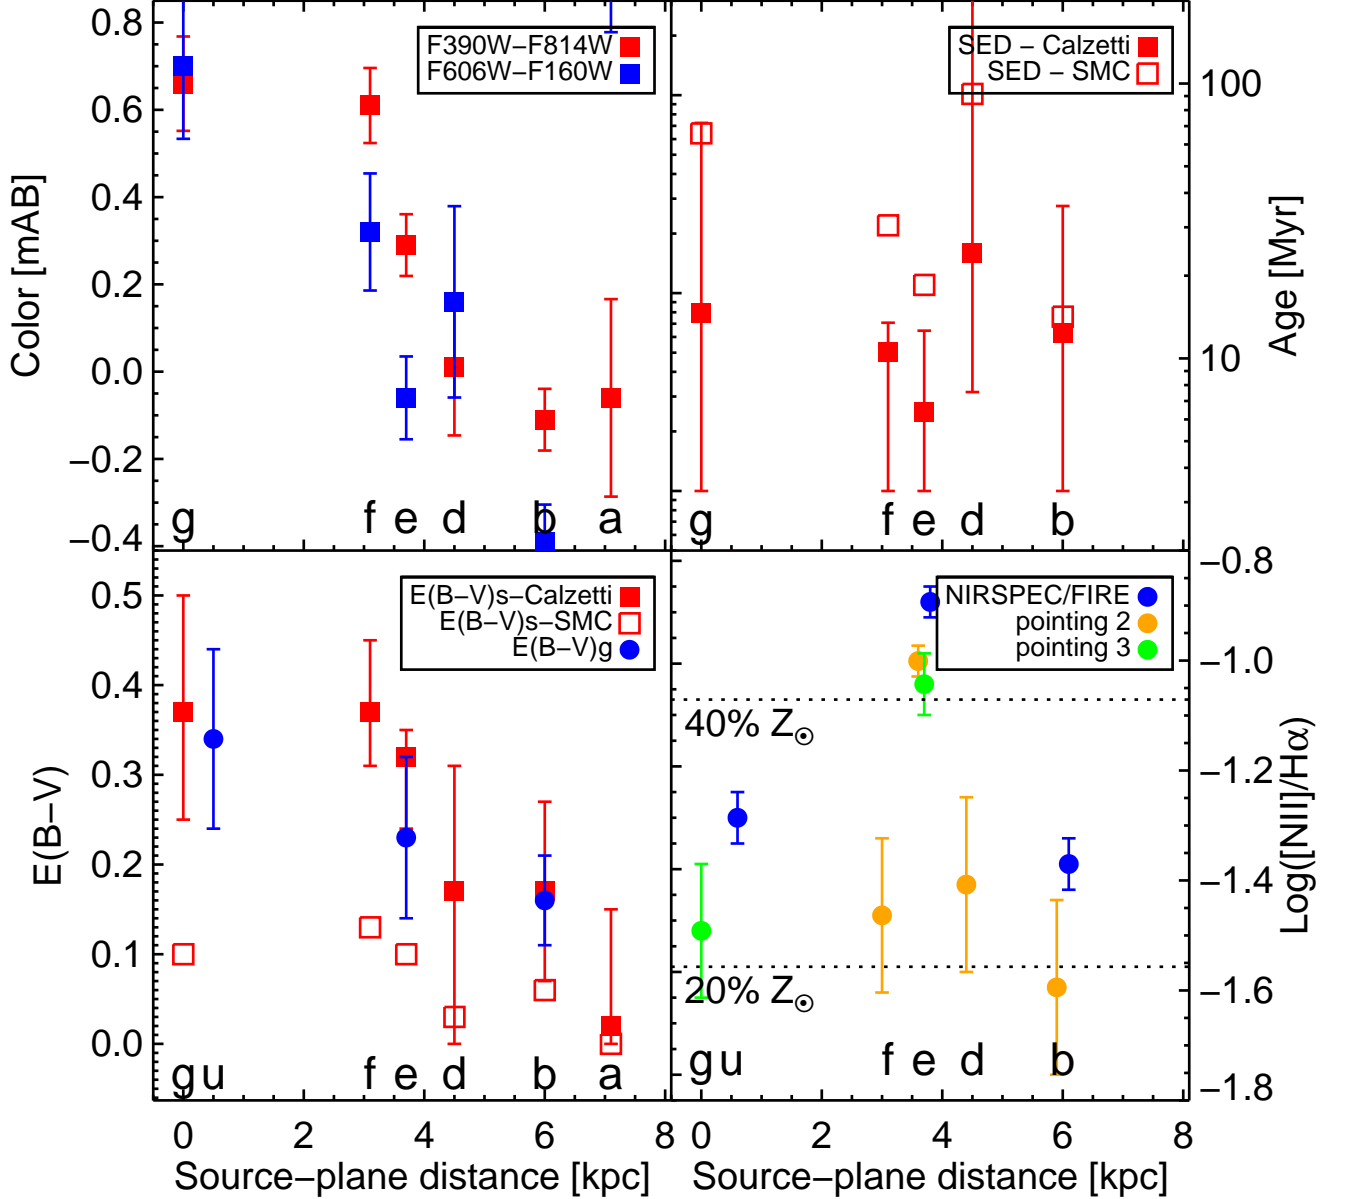 0.8
0.6
0.4
0.2
0.0
−0.2
−0.4
Color [mAB]
F390W−F814W
F606W−F160W
g f e d b a
SED − Calzetti
SED − SMC
100
10
Age [Myr]
g f e d b
0.5
0.4
0.3
0.2
0.1
0.0
E(B−V)
E(B−V)s−Calzetti
E(B−V)s−SMC
E(B−V)g
g u f e d b a
0 2 4 6 8
Source−plane distance [kpc]
NIRSPEC/FIRE
pointing 2
pointing 3
40% Z☉
20% Z☉
g u f e d b
−0.8
−1.0
−1.2
−1.4
−1.6
−1.8
Log([NII]/Hα)
0 2 4 6 8
Source−plane distance [kpc]